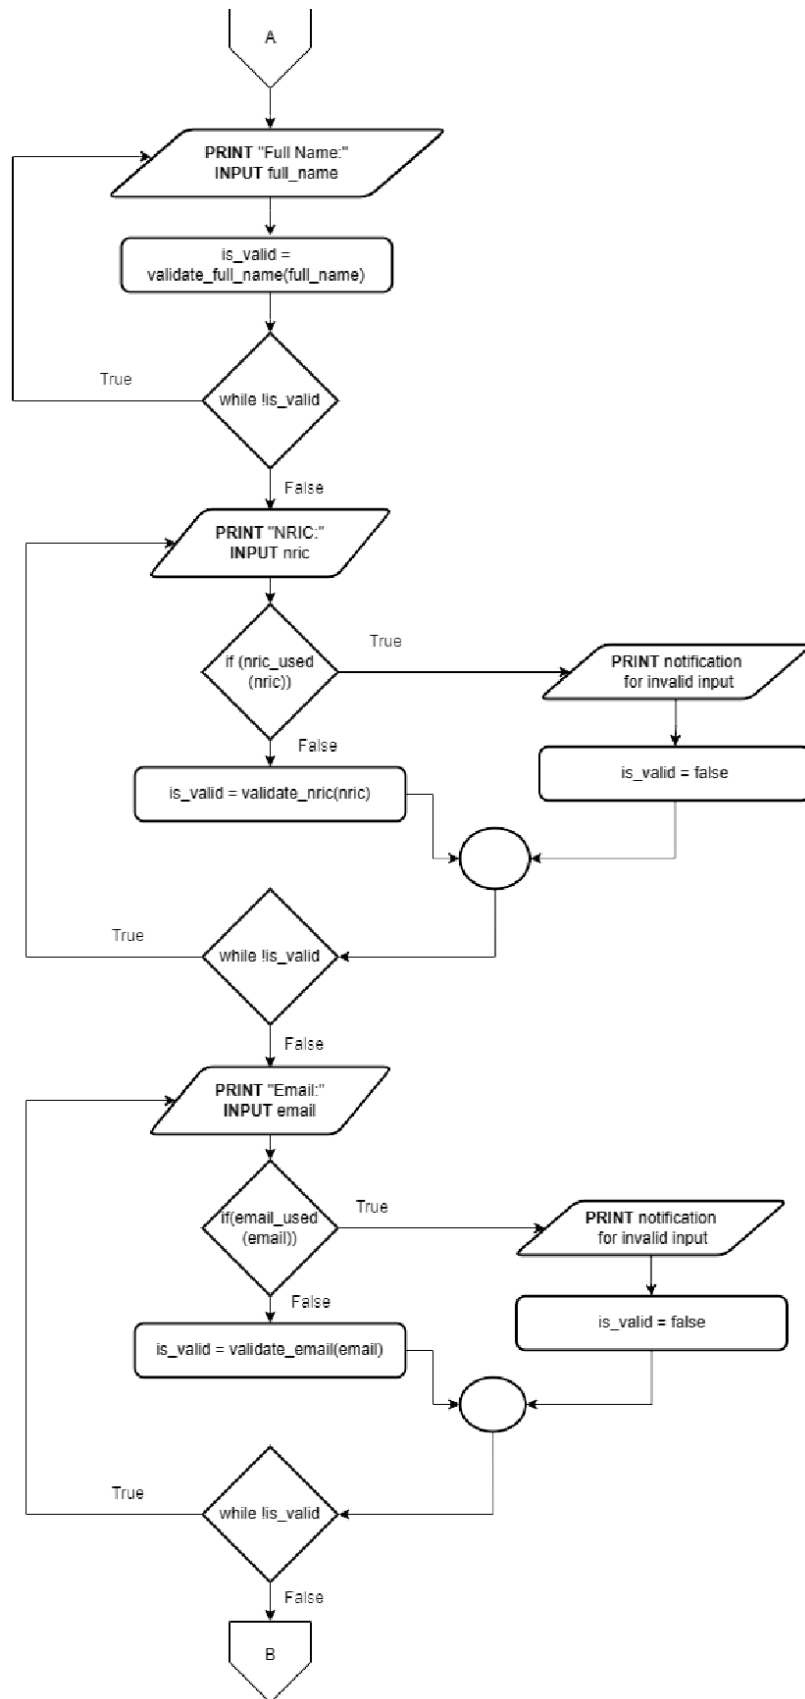 A
PRINT "Full Name:"
INPUT full_name
is_valid =
validate_full_name(full_name)
True
while !is_valid
False
PRINT "NRIC:"
INPUT nric
if (nric_used
(nric))
True
PRINT notification
for invalid input
False
is_valid = validate_nric(nric)
is_valid = false
True
while !is_valid
False
PRINT "Email:"
INPUT email
if(email_used
(email))
True
PRINT notification
for invalid input
False
is_valid = validate_email(email)
is_valid = false
True
while !is_valid
False
B